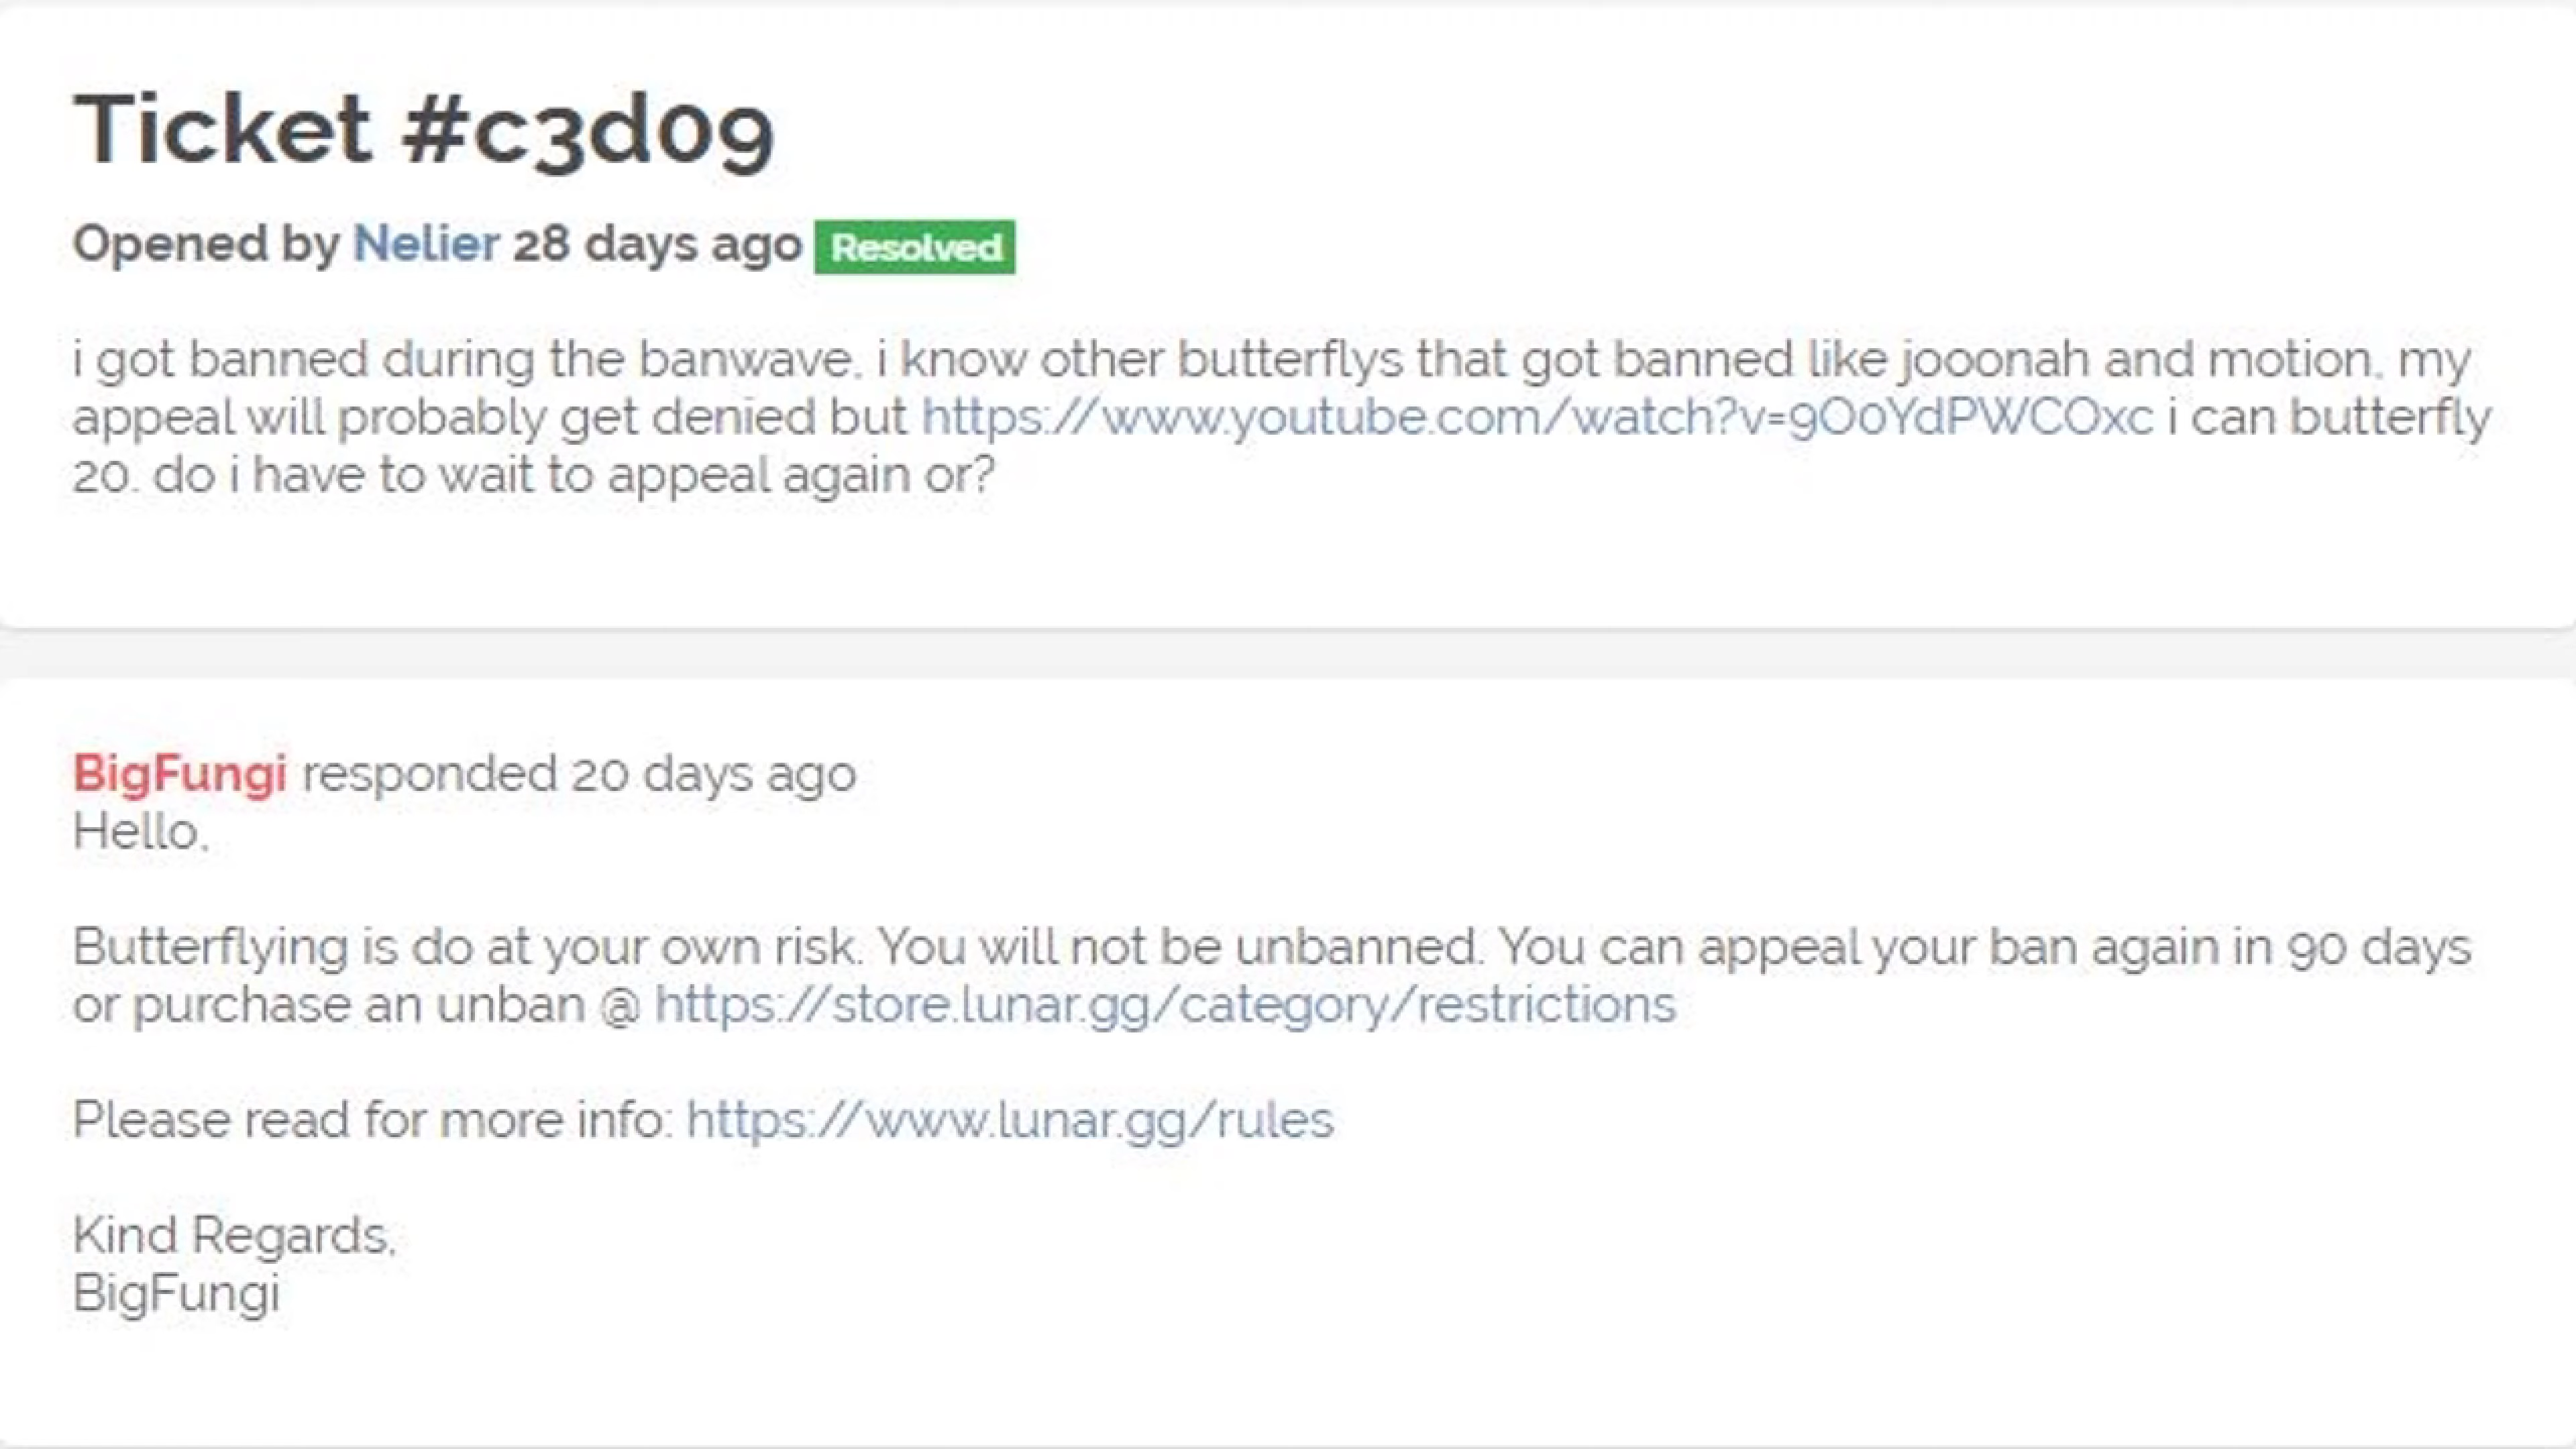 Ticket #c3d09
Opened by Nelier 28 days ago Resolved
i got banned during the banwave, i know other butterflys that got banned like jooonah and motion, my
appeal will probably get denied but https://www.youtube.com/watch?v=9O0YdPWCOxc i can butterfly
20. do i have to wait to appeal again or?
BigFungi responded 20 days ago
Hello,
Butterflying is do at your own risk. You will not be unbanned. You can appeal your ban again in 90 days
or purchase an unban @ https://store.lunar.gg/category/restrictions
Please read for more info: https://www.lunar.gg/rules
Kind Regards,
BigFungi